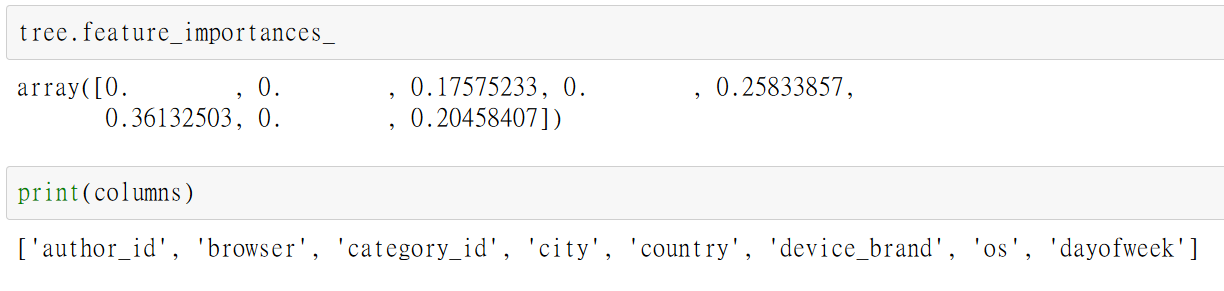 tree.feature_importances_
array([0.        , 0.        , 0.17575233, 0.        , 0.25833857,
       0.36132503, 0.        , 0.20458407])
print(columns)
['author_id', 'browser', 'category_id', 'city', 'country', 'device_brand', 'os', 'dayofweek']